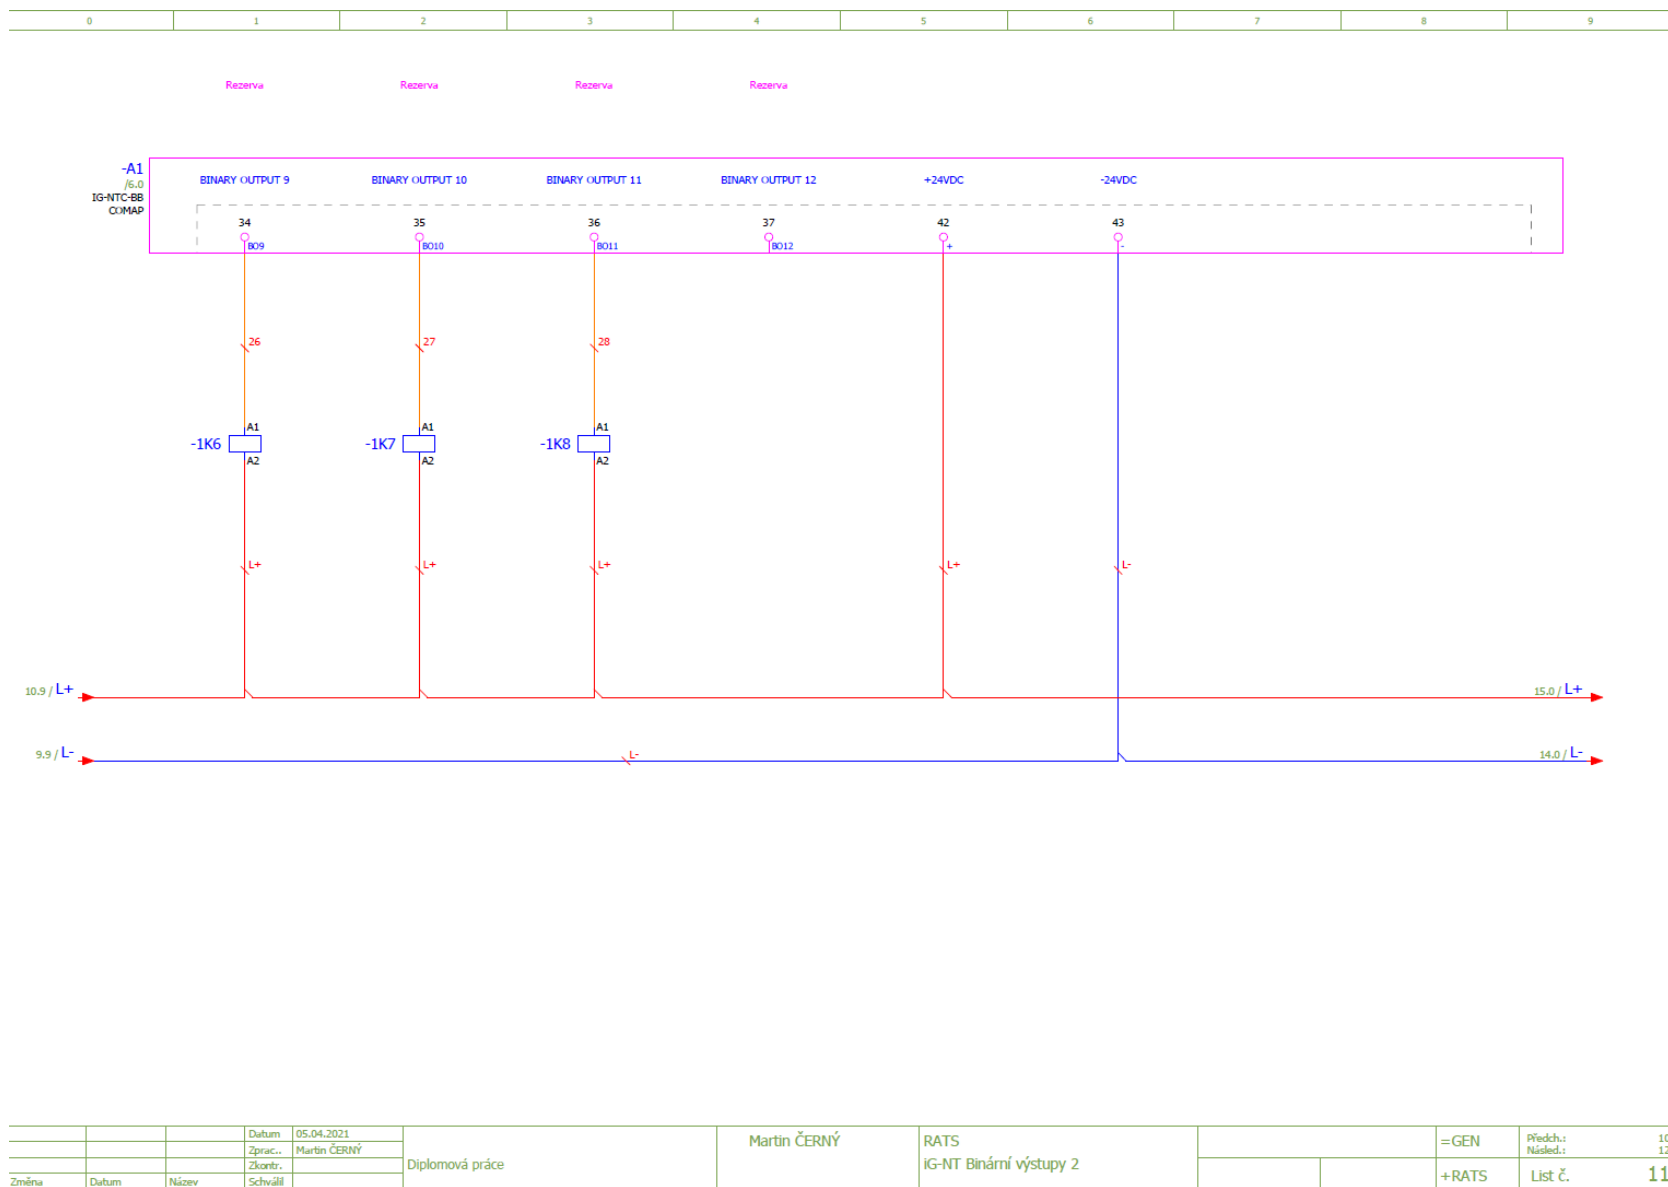 0 1 2 3 4 5 6 7 8 9
Rezerva Rezerva Rezerva Rezerva
-A1
/6.0
IG-NTC-BB
COMAP
BINARY OUTPUT 9 BINARY OUTPUT 10 BINARY OUTPUT 11 BINARY OUTPUT 12 +24VDC -24VDC
34 35 36 37 42 43
BO9 BO10 BO11 BO12 + -
26 27 28
A1 A1 A1
-1K6 -1K7 -1K8
A2 A2 A2
L+ L+ L+ L+ L-
10.9 / L+ 15.0 / L+
9.9 / L- L- 14.0 / L-
Datum 05.04.2021
Zprac.. Martin ČERNÝ
Zkontr.
Změna Datum Název Schválil
Diplomová práce
Martin ČERNÝ
RATS
iG-NT Binární výstupy 2
=GEN
+RATS
Předch.: 10
Násled.: 12
List č. 11